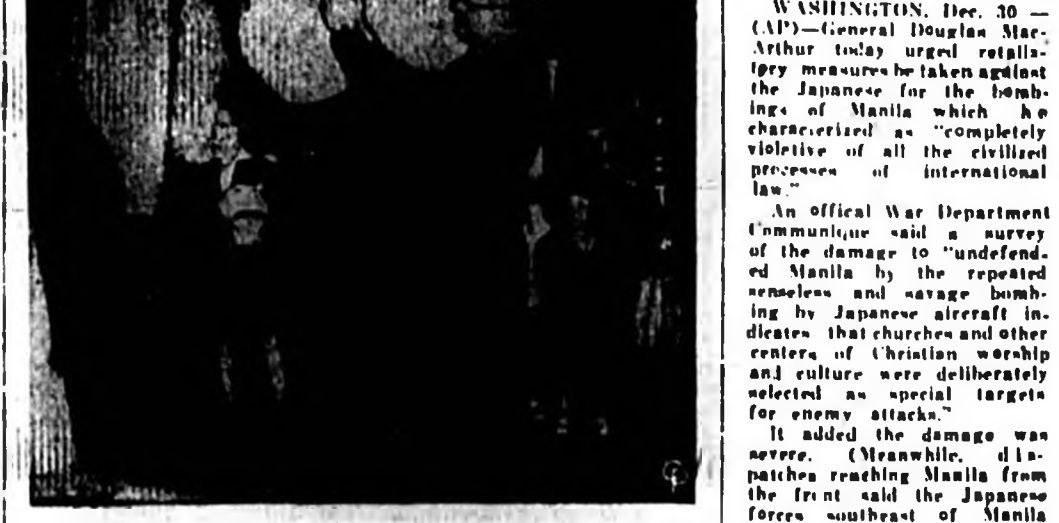 WASHINGTON, Dec. 30 —
(AP)—General Douglas Mac-
Arthur today urged retalia-
tory measures be taken against
the Japanese for the bomb-
ings of Manila which he
characterized as "completely
violetive of all the civilized
processes of international
law."
An offical War Department
Communique said a survey
of the damage to "undefend-
ed Manila by the repeated
senseless and savage bomb-
ing by Japanese aircraft in-
dicates that churches and other
centers of Christian worship
and culture were deliberately
selected as special targets
for enemy attacks."
It added the damage was
severe. (Meanwhile, dis-
patches reaching Manila from
the front said the Japanese
forces southeast of Manila